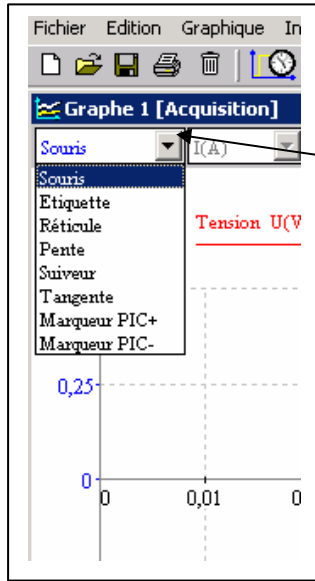 Fichier Edition Graphique In
Graphe 1 [Acquisition]
Souris I(A)
Souris
Etiquette
Réticule
Pente
Suiveur
Tangente
Marqueur PIC+
Marqueur PIC-
Tension U(V
0,25
0
0 0,01 0